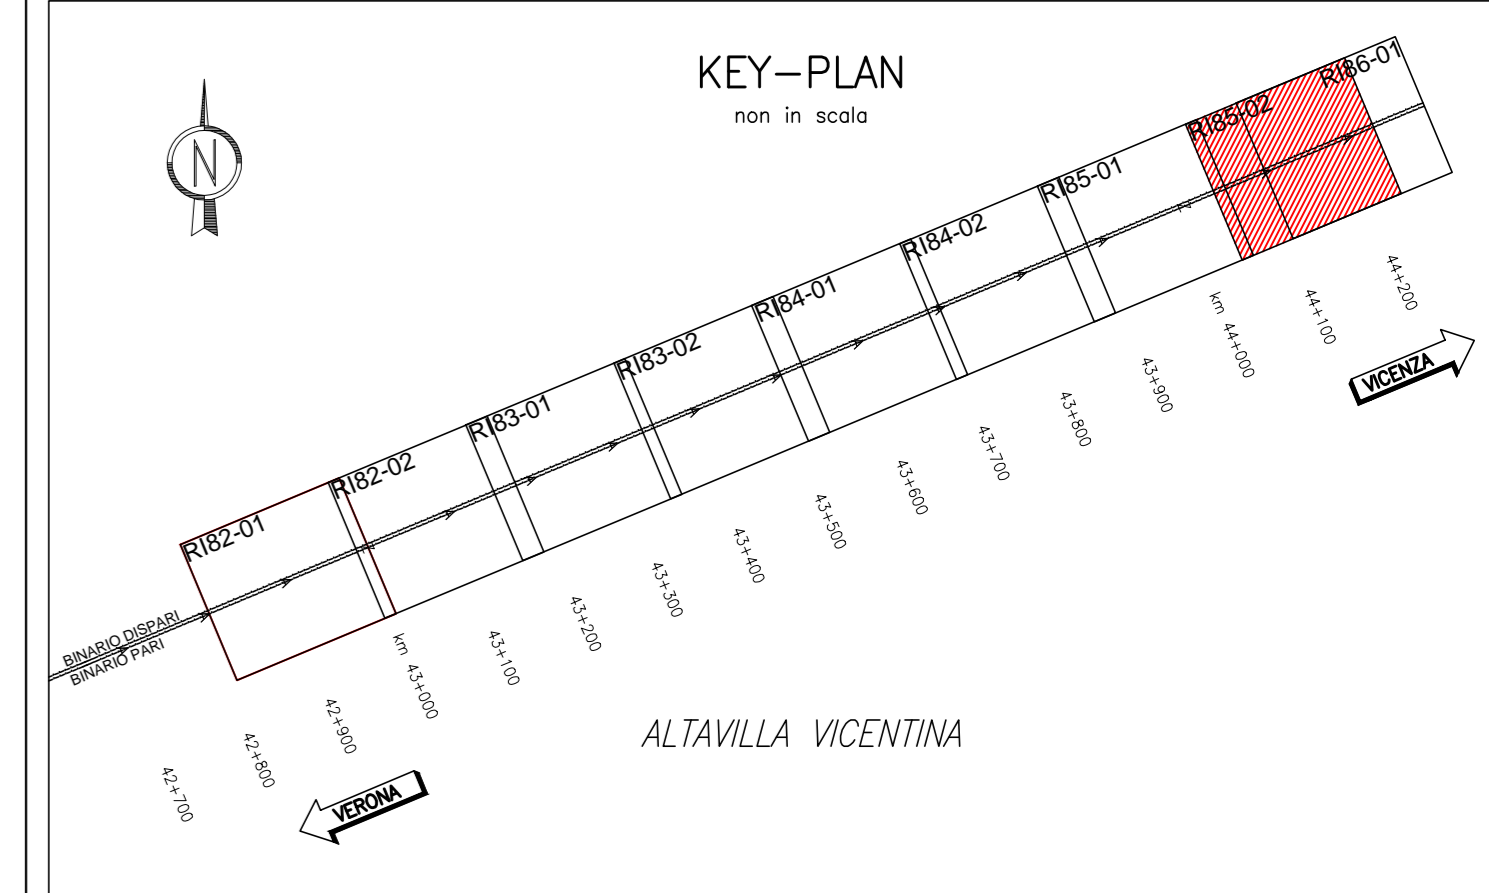 KEY-PLAN
non in scala
N
RI86-01
RI85-02
RI85-01
RI84-02
RI84-01
RI83-02
RI83-01
RI82-02
RI82-01
BINARIO DISPARI
BINARIO PARI
42+700
42+800
42+900
km 43+000
43+100
43+200
43+300
43+400
43+500
43+600
43+700
43+800
43+900
km 44+000
44+100
44+200
VICENZA
ALTAVILLA VICENTINA
VERONA